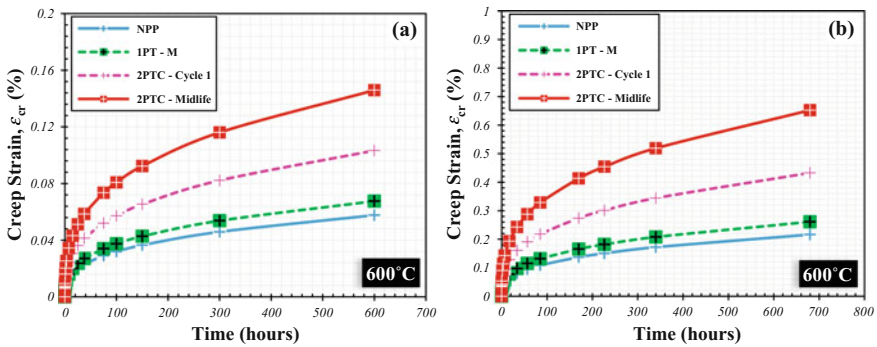 (a)
NPP
1PT - M
2PTC - Cycle 1
2PTC - Midlife
Creep Strain, εcr (%)
0.2
0.16
0.12
0.08
0.04
0
600˚C
0 100 200 300 400 500 600 700
Time (hours)
(b)
NPP
1PT - M
2PTC - Cycle 1
2PTC - Midlife
Creep Strain, εcr (%)
1
0.9
0.8
0.7
0.6
0.5
0.4
0.3
0.2
0.1
0
600˚C
0 100 200 300 400 500 600 700 800
Time (hours)